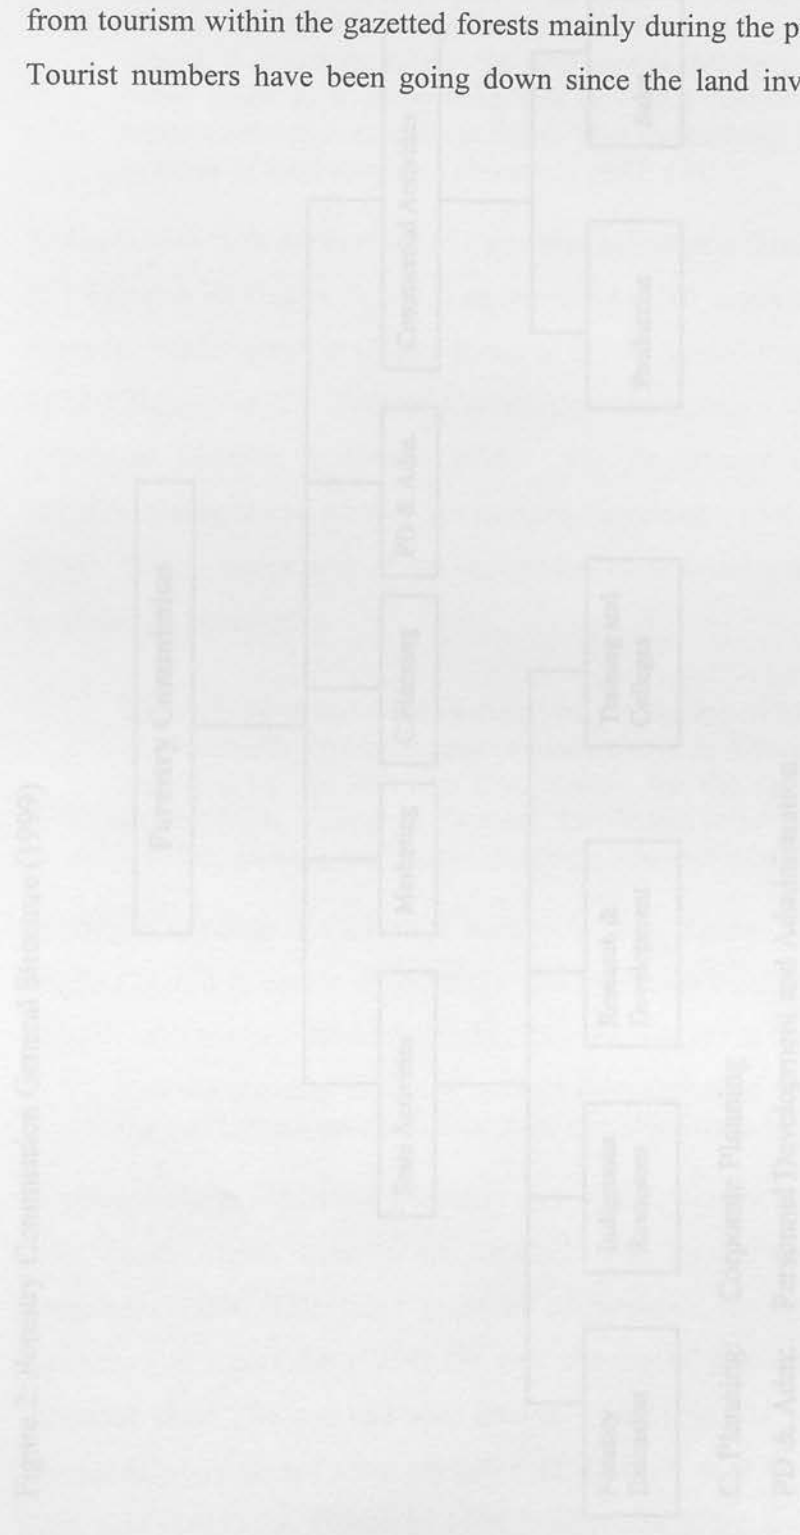 from tourism within the gazetted forests mainly during the p
Tourist numbers have been going down since the land inv
Figure 2: Forestry Commission General Structure (1999)
Forestry Commission
State Activities
Marketing
C. Planning
PD & Adm.
Commercial Activities
Forestry
Extension
Indigenous
Resources
Research &
Development
Training and
Colleges
Production
C. Planning Corporate Planning
PD & Adm. Personnel Development and Administration